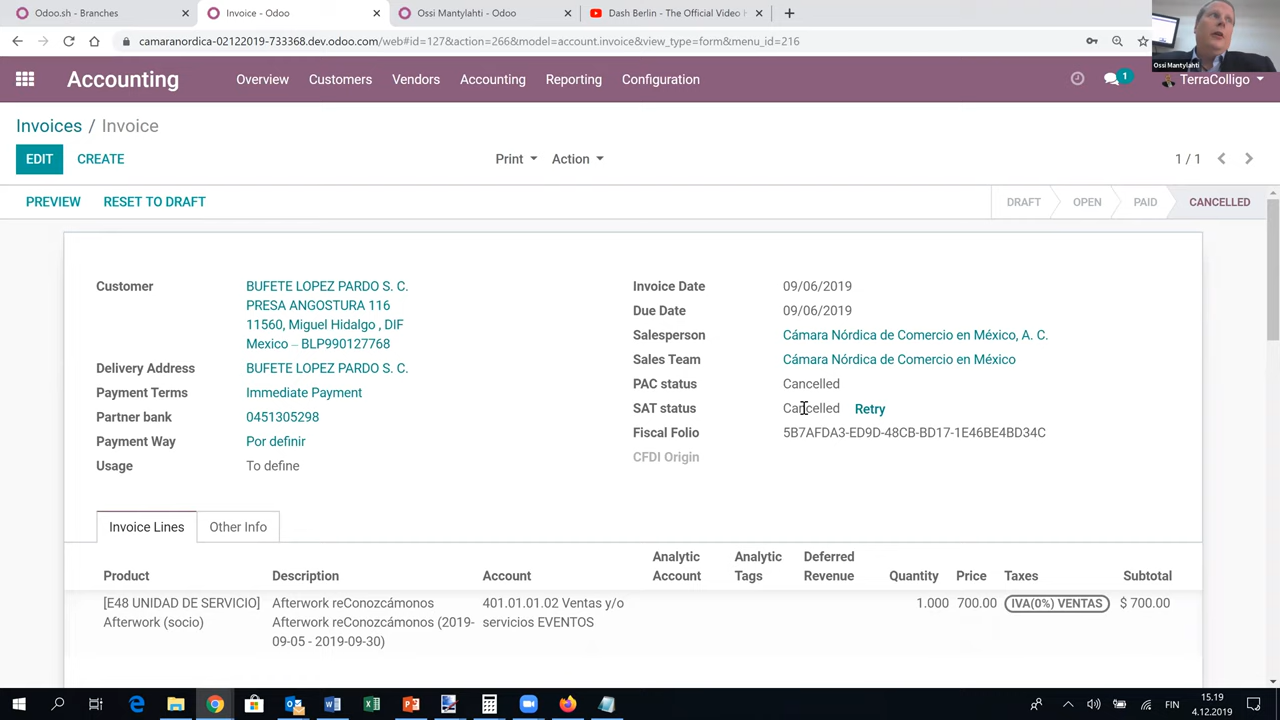 Odoo.sh - Branches
Invoice - Odoo
Ossi Mantylahti - Odoo
Dash Berlin - The Official Video
camaranordica-02122019-733368.dev.odoo.com/web#id=127&action=266&model=account.invoice&view_type=form&menu_id=216
Ossi Mantylahti
Accounting
Overview
Customers
Vendors
Accounting
Reporting
Configuration
1
TerraColligo
Invoices / Invoice
EDIT
CREATE
Print
Action
1 / 1
PREVIEW
RESET TO DRAFT
DRAFT
OPEN
PAID
CANCELLED
Customer
BUFETE LOPEZ PARDO S. C.
PRESA ANGOSTURA 116
11560, Miguel Hidalgo , DIF
Mexico – BLP990127768
Delivery Address
BUFETE LOPEZ PARDO S. C.
Payment Terms
Immediate Payment
Partner bank
0451305298
Payment Way
Por definir
Usage
To define
Invoice Date
09/06/2019
Due Date
09/06/2019
Salesperson
Cámara Nórdica de Comercio en México, A. C.
Sales Team
Cámara Nórdica de Comercio en México
PAC status
Cancelled
SAT status
Cancelled
Retry
Fiscal Folio
5B7AFDA3-ED9D-48CB-BD17-1E46BE4BD34C
CFDI Origin
Invoice Lines
Other Info
Product
Description
Account
Analytic
Account
Analytic
Tags
Deferred
Revenue
Quantity
Price
Taxes
Subtotal
[E48 UNIDAD DE SERVICIO]
Afterwork (socio)
Afterwork reConozcámonos
Afterwork reConozcámonos (2019-
09-05 - 2019-09-30)
401.01.01.02 Ventas y/o
servicios EVENTOS
1.000
700.00
IVA(0%) VENTAS
$ 700.00
FIN
15.19
4.12.2019